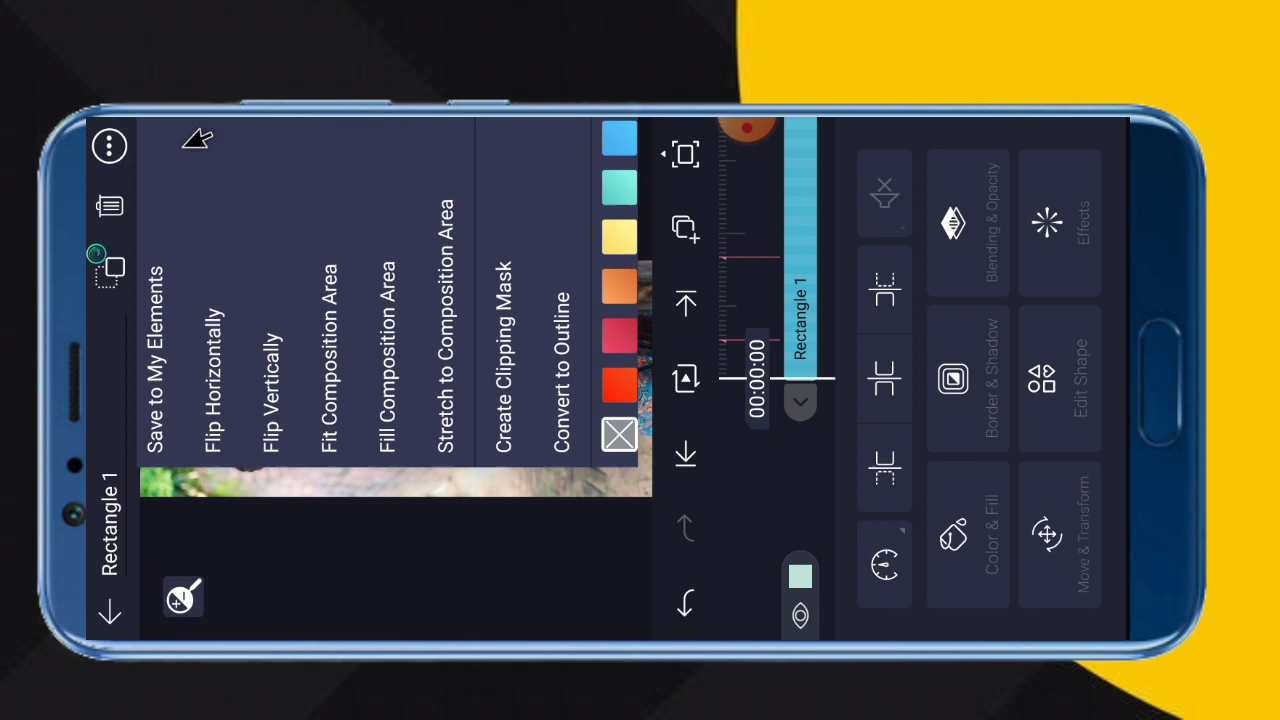 Rectangle 1
Save to My Elements
Flip Horizontally
Flip Vertically
Fit Composition Area
Fill Composition Area
Stretch to Composition Area
Create Clipping Mask
Convert to Outline
00:00:00
Rectangle 1
Color & Fill
Border & Shadow
Blending & Opacity
Move & Transform
Edit Shape
Effects